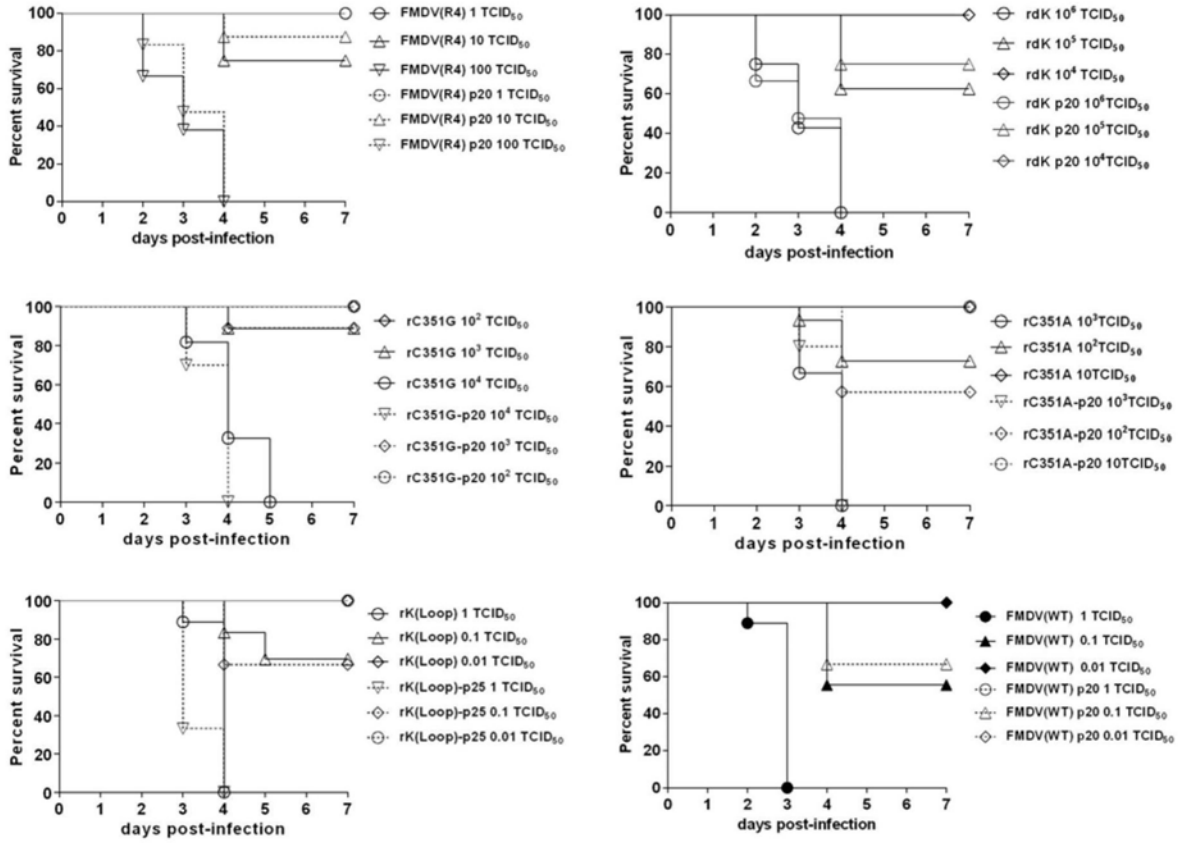 Percent survival
100
80
60
40
20
0
0 1 2 3 4 5 6 7
days post-infection
FMDV(R4) 1 TCID50
FMDV(R4) 10 TCID50
FMDV(R4) 100 TCID50
FMDV(R4) p20 1 TCID50
FMDV(R4) p20 10 TCID50
FMDV(R4) p20 100 TCID50
Percent survival
100
80
60
40
20
0
0 1 2 3 4 5 6 7
days post-infection
rdK 10⁶ TCID50
rdK 10⁵ TCID50
rdK 10⁴ TCID50
rdK p20 10⁶TCID50
rdK p20 10⁵TCID50
rdK p20 10⁴TCID50
Percent survival
100
80
60
40
20
0
0 1 2 3 4 5 6 7
days post-infection
rC351G 10² TCID50
rC351G 10³ TCID50
rC351G 10⁴ TCID50
rC351G-p20 10⁴ TCID50
rC351G-p20 10³ TCID50
rC351G-p20 10² TCID50
Percent survival
100
80
60
40
20
0
0 1 2 3 4 5 6 7
days post-infection
rC351A 10³TCID50
rC351A 10²TCID50
rC351A 10TCID50
rC351A-p20 10³TCID50
rC351A-p20 10²TCID50
rC351A-p20 10TCID50
Percent survival
100
80
60
40
20
0
0 1 2 3 4 5 6 7
days post-infection
rK(Loop) 1 TCID50
rK(Loop) 0.1 TCID50
rK(Loop) 0.01 TCID50
rK(Loop)-p25 1 TCID50
rK(Loop)-p25 0.1 TCID50
rK(Loop)-p25 0.01 TCID50
Percent survival
100
80
60
40
20
0
0 1 2 3 4 5 6 7
days post-infection
FMDV(WT) 1 TCID50
FMDV(WT) 0.1 TCID50
FMDV(WT) 0.01 TCID50
FMDV(WT) p20 1 TCID50
FMDV(WT) p20 0.1 TCID50
FMDV(WT) p20 0.01 TCID50